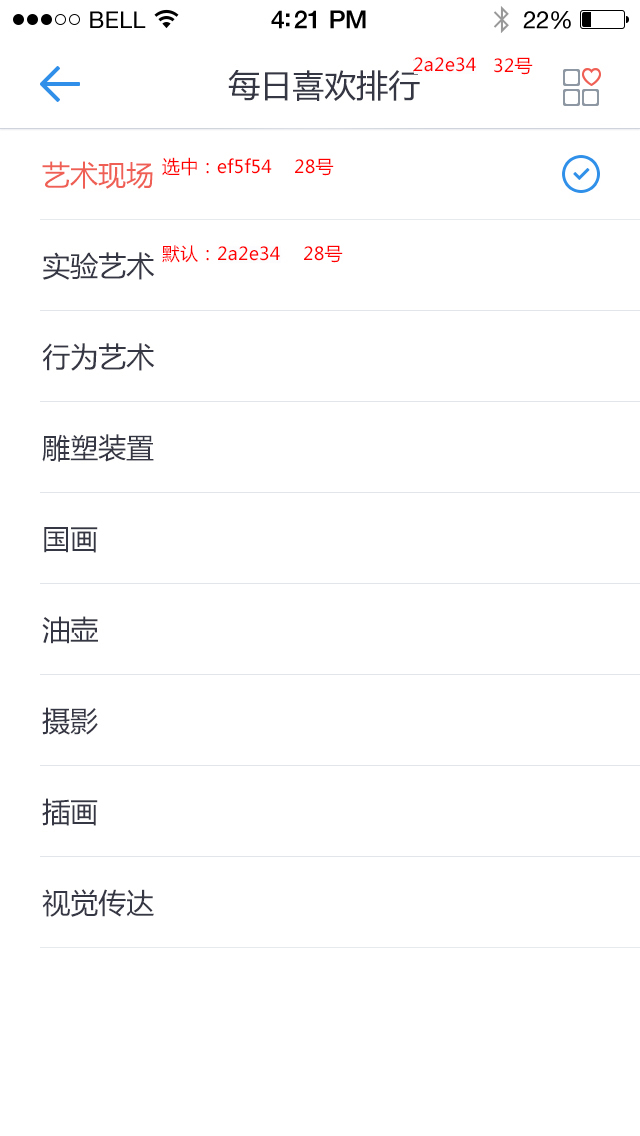 BELL 4:21 PM 22%
每日喜欢排行 2a2e34 32号
艺术现场 选中：ef5f54 28号
实验艺术 默认：2a2e34 28号
行为艺术
雕塑装置
国画
油壶
摄影
插画
视觉传达